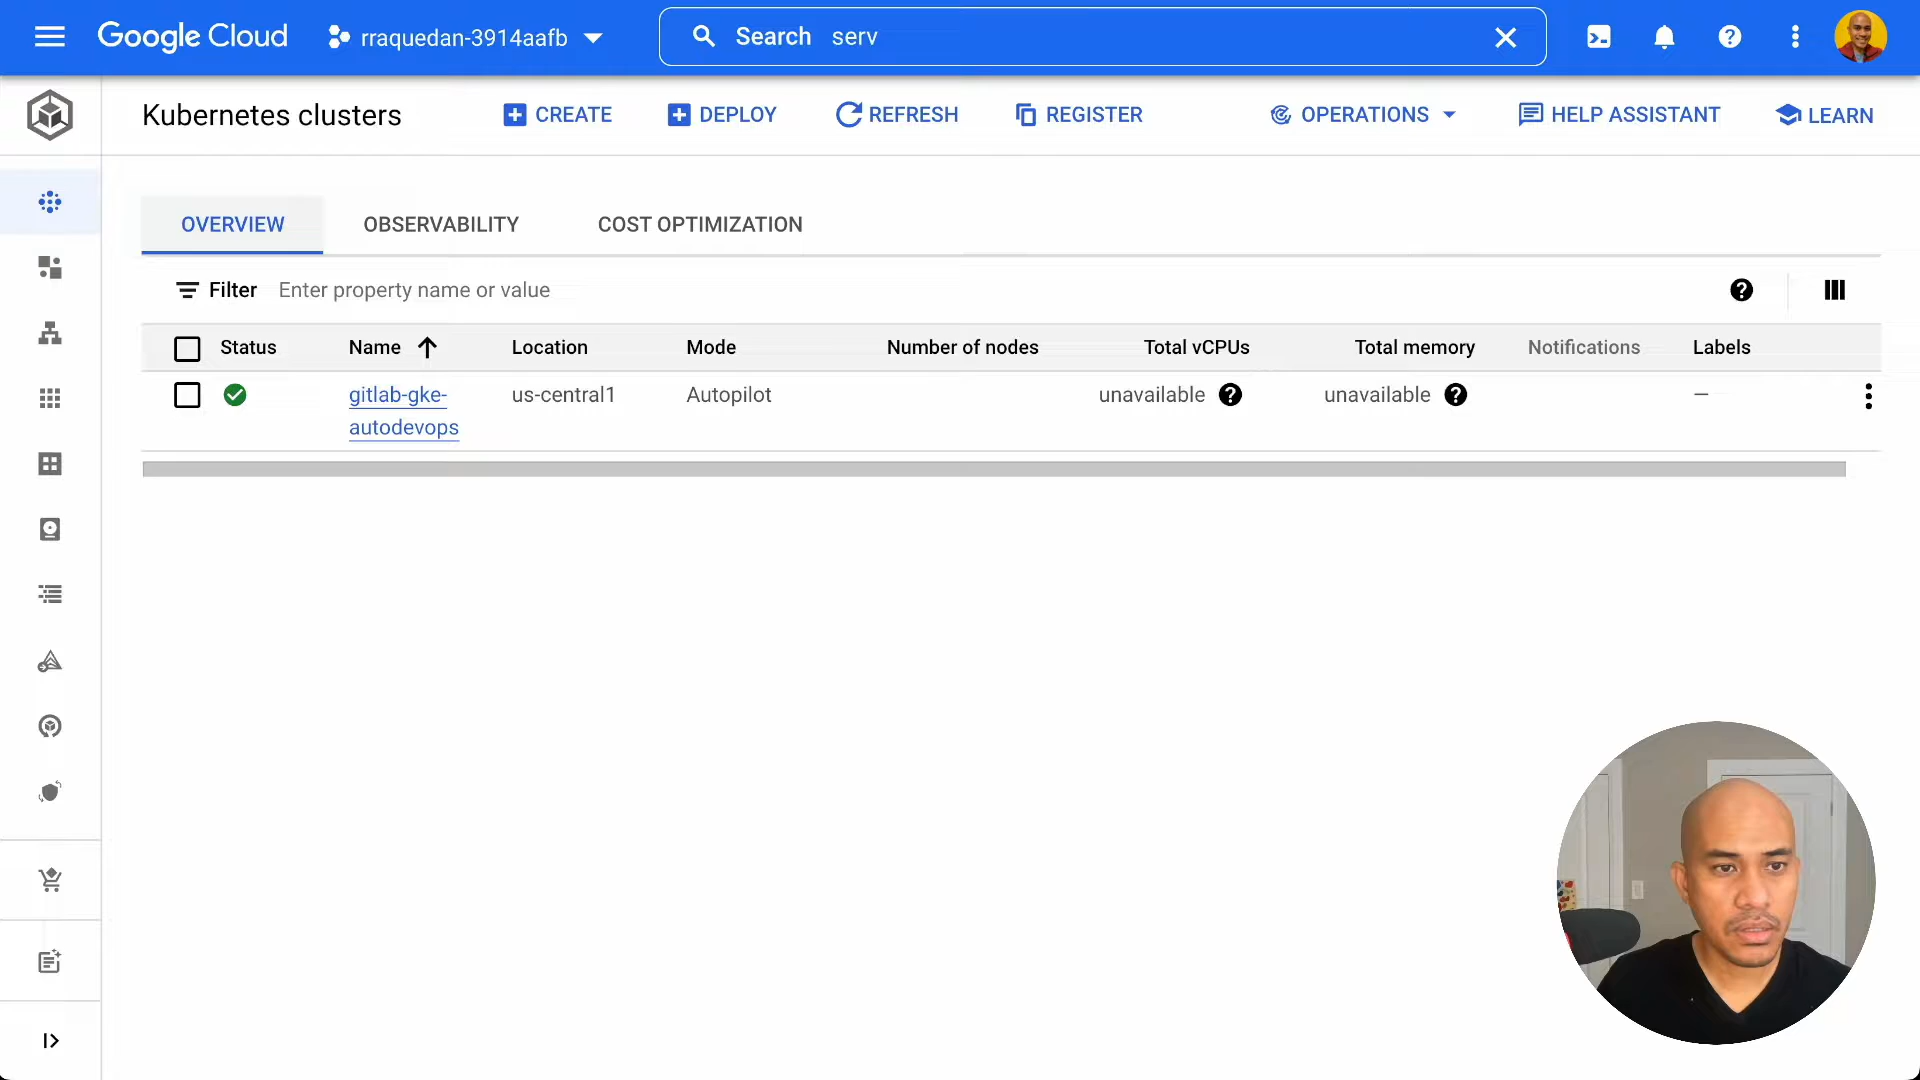 Google Cloud rraquedan-3914aafb Search serv
Kubernetes clusters CREATE DEPLOY REFRESH REGISTER OPERATIONS HELP ASSISTANT LEARN
OVERVIEW OBSERVABILITY COST OPTIMIZATION
Filter Enter property name or value
Status Name Location Mode Number of nodes Total vCPUs Total memory Notifications Labels
gitlab-gke- us-central1 Autopilot unavailable unavailable —
autodevops